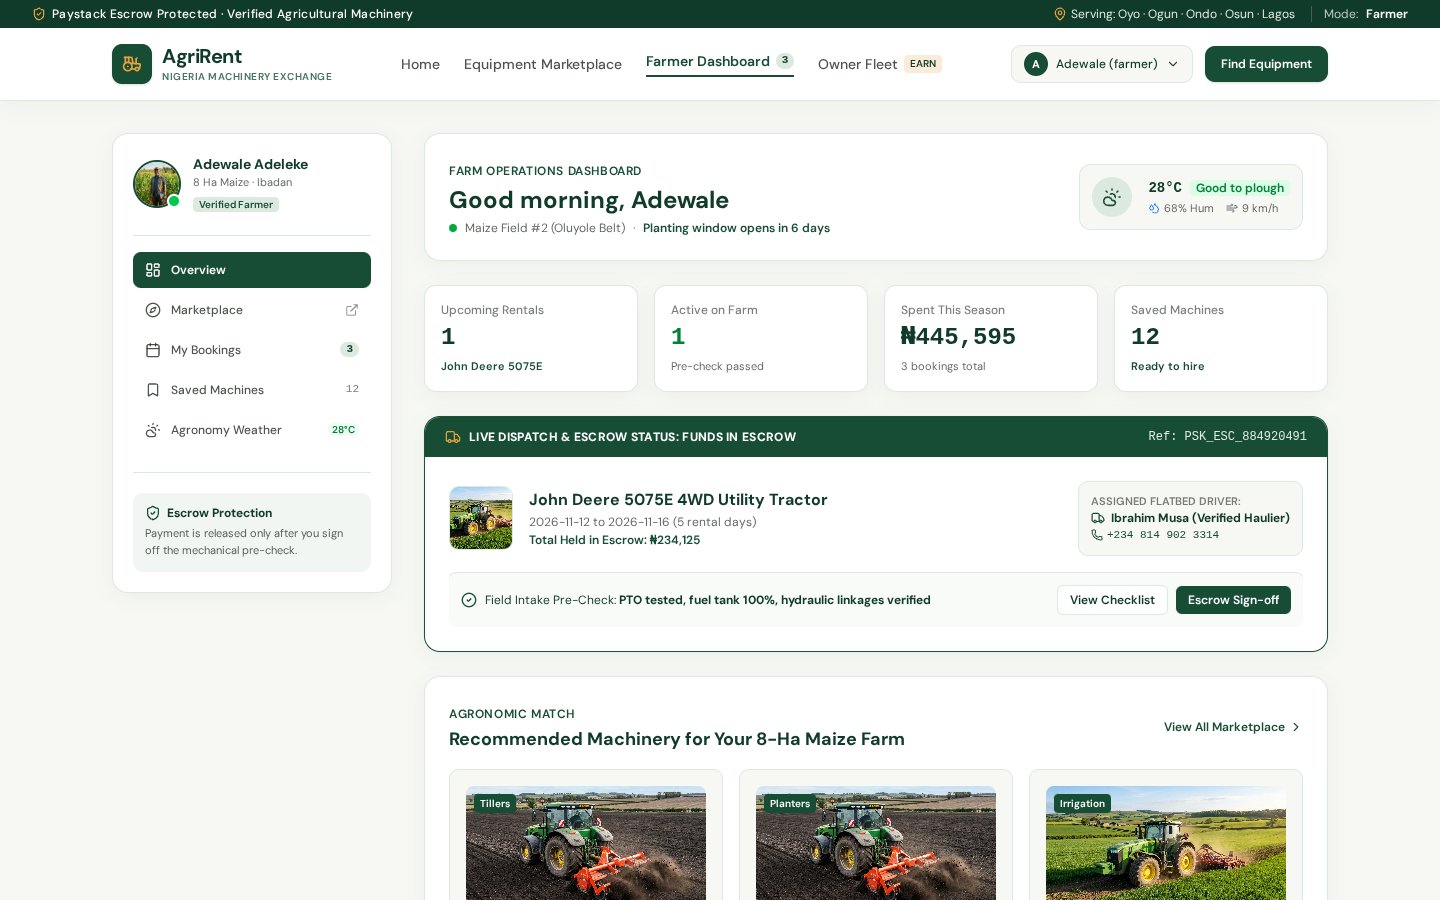 Paystack Escrow Protected · Verified Agricultural Machinery
Serving: Oyo · Ogun · Ondo · Osun · Lagos
Mode: Farmer
AgriRent
NIGERIA MACHINERY EXCHANGE
Home
Equipment Marketplace
Farmer Dashboard 3
Owner Fleet EARN
A Adewale (farmer)
Find Equipment
Adewale Adeleke
8 Ha Maize · Ibadan
Verified Farmer
Overview
Marketplace
My Bookings 3
Saved Machines 12
Agronomy Weather 28°C
Escrow Protection
Payment is released only after you sign
off the mechanical pre-check.
FARM OPERATIONS DASHBOARD
Good morning, Adewale
Maize Field #2 (Oluyole Belt) · Planting window opens in 6 days
28°C Good to plough
68% Hum 9 km/h
Upcoming Rentals
1
John Deere 5075E
Active on Farm
1
Pre-check passed
Spent This Season
₦445,595
3 bookings total
Saved Machines
12
Ready to hire
LIVE DISPATCH & ESCROW STATUS: FUNDS IN ESCROW
Ref: PSK_ESC_884920491
John Deere 5075E 4WD Utility Tractor
2026-11-12 to 2026-11-16 (5 rental days)
Total Held in Escrow: ₦234,125
ASSIGNED FLATBED DRIVER:
Ibrahim Musa (Verified Haulier)
+234 814 902 3314
Field Intake Pre-Check: PTO tested, fuel tank 100%, hydraulic linkages verified
View Checklist
Escrow Sign-off
AGRONOMIC MATCH
Recommended Machinery for Your 8-Ha Maize Farm
View All Marketplace
Tillers
Planters
Irrigation